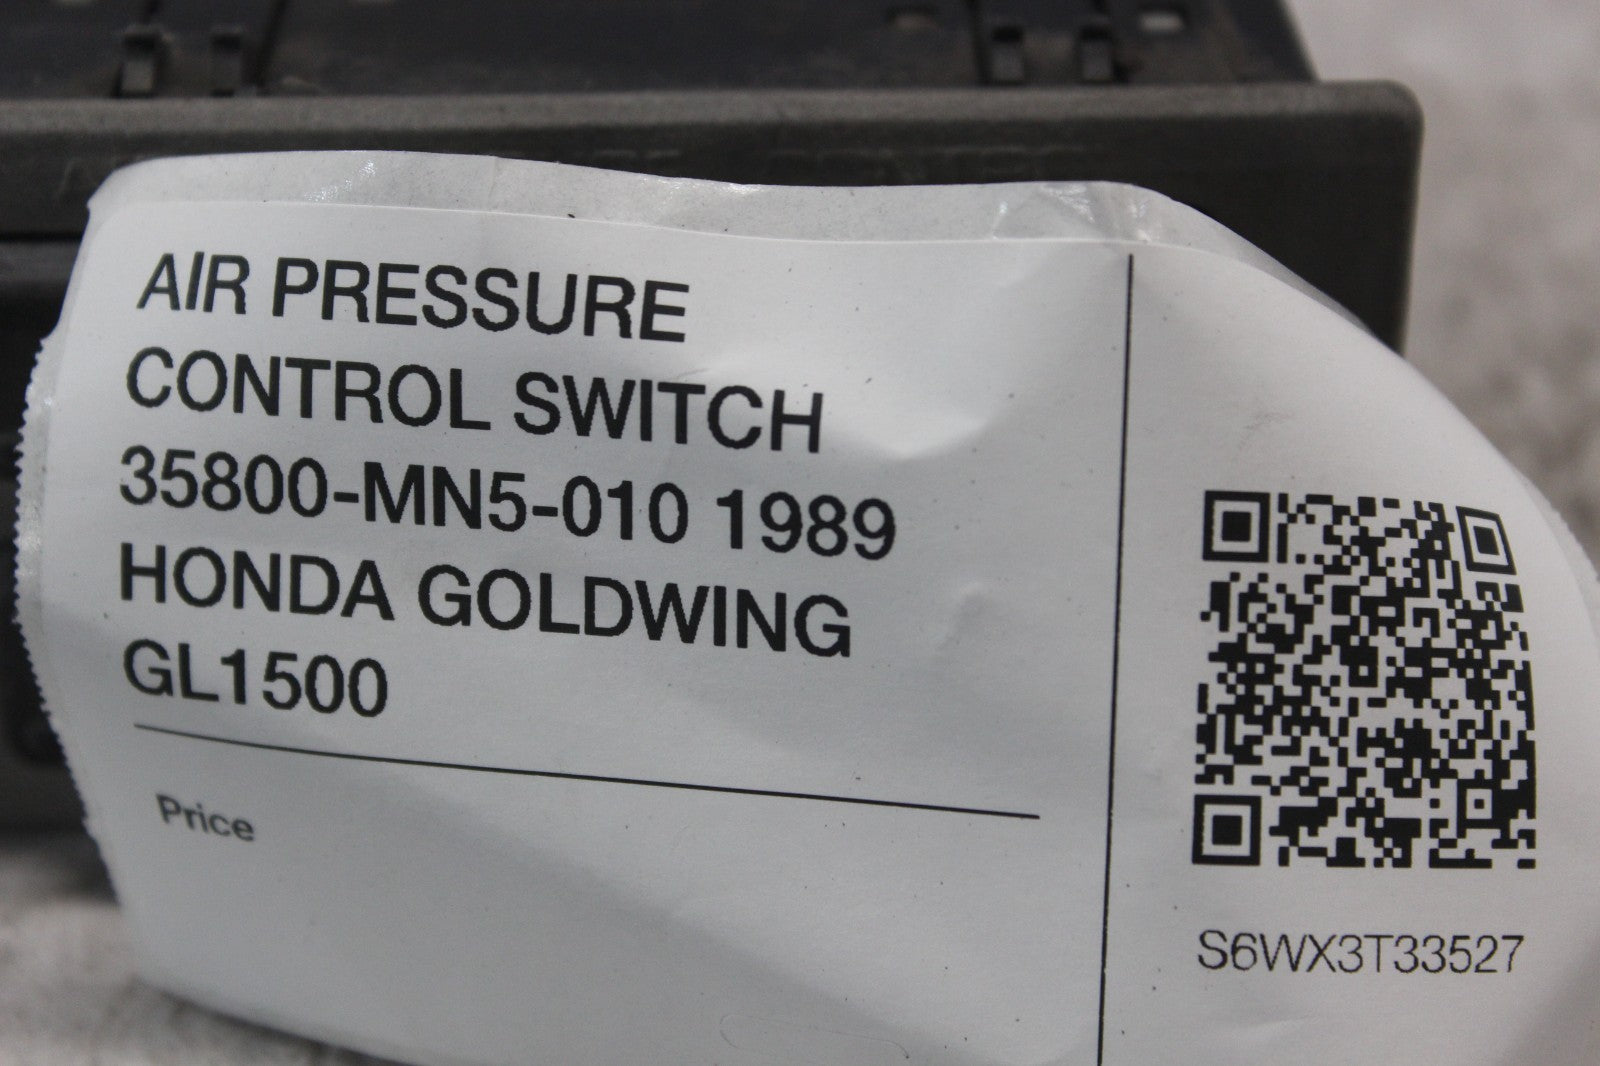 AIR PRESSURE
CONTROL SWITCH
35800-MN5-010 1989
HONDA GOLDWING
GL1500
Price
S6WX3T33527